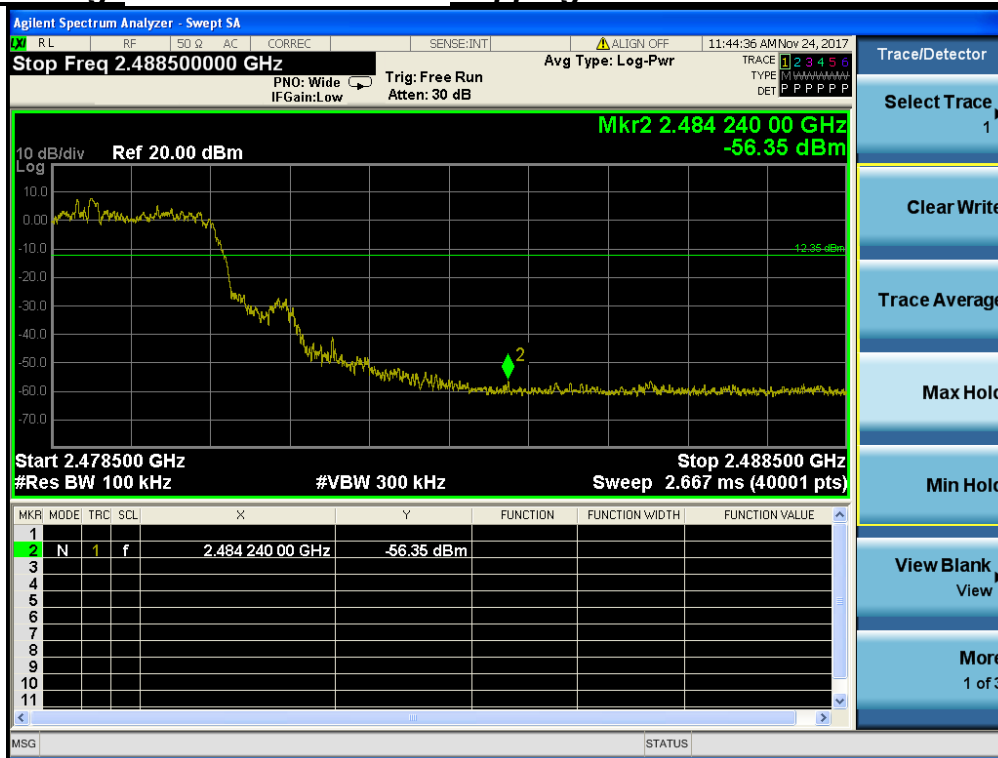 Agilent Spectrum Analyzer - Swept SA
LXI RL RF 50 Ω AC CORREC SENSE:INT ALIGN OFF 11:44:36 AM Nov 24, 2017
Stop Freq 2.488500000 GHz
PNO: Wide
IFGain:Low
Trig: Free Run
Atten: 30 dB
Avg Type: Log-Pwr
TRACE 1 2 3 4 5 6
TYPE M WWWWW
DET P P P P P P
Mkr2 2.484 240 00 GHz
-56.35 dBm
10 dB/div Ref 20.00 dBm
Log
10.0
0.00
-10.0
-20.0
-30.0
-40.0
-50.0
-60.0
-70.0
-12.35 dBm
2
Start 2.478500 GHz Stop 2.488500 GHz
#Res BW 100 kHz #VBW 300 kHz Sweep 2.667 ms (40001 pts)
MKR MODE TRC SCL X Y FUNCTION FUNCTION WIDTH FUNCTION VALUE
1
2 N 1 f 2.484 240 00 GHz -56.35 dBm
3
4
5
6
7
8
9
10
11
MSG STATUS
Trace/Detector
Select Trace
1
Clear Write
Trace Average
Max Hold
Min Hold
View Blank
View
More
1 of 3